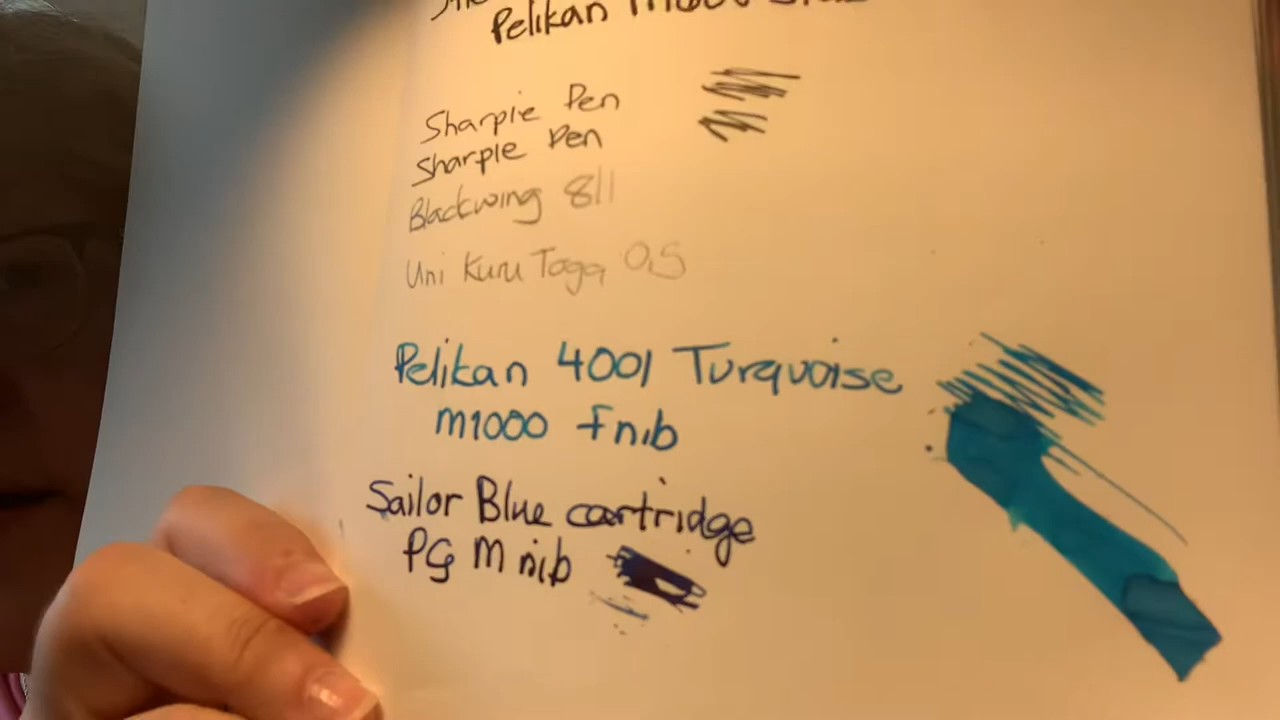 Pelikan
Sharpie Pen
Sharpie Pen
Blackwing 811
Uni Kuru Toga 0.5
Pelikan 4001 Turquoise
M1000 F nib
Sailor Blue cartridge
PG M nib